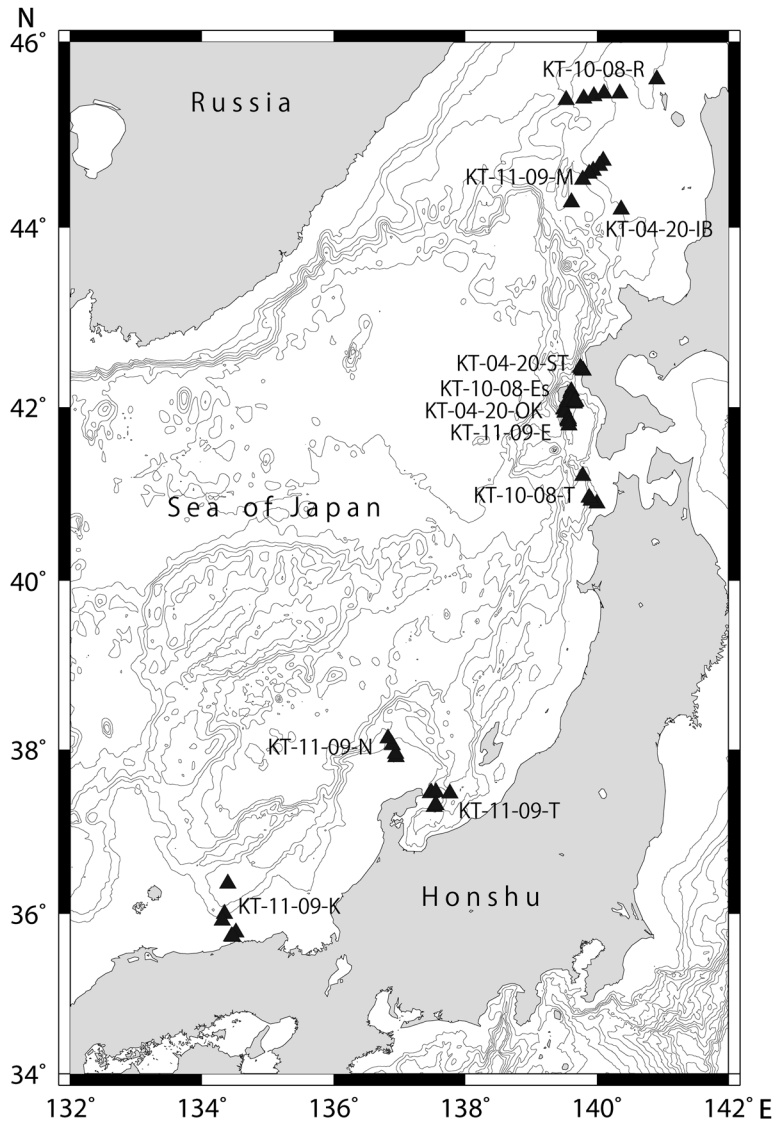 N
46°
KT-10-08-R
Russia
KT-11-09-M
44°
KT-04-20-IB
KT-04-20-ST
KT-10-08-Es
42°
KT-04-20-OK
KT-11-09-E
KT-10-08-T
Sea of Japan
40°
38°
KT-11-09-N
KT-11-09-T
Honshu
KT-11-09-K
36°
34°
132° 134° 136° 138° 140° 142° E